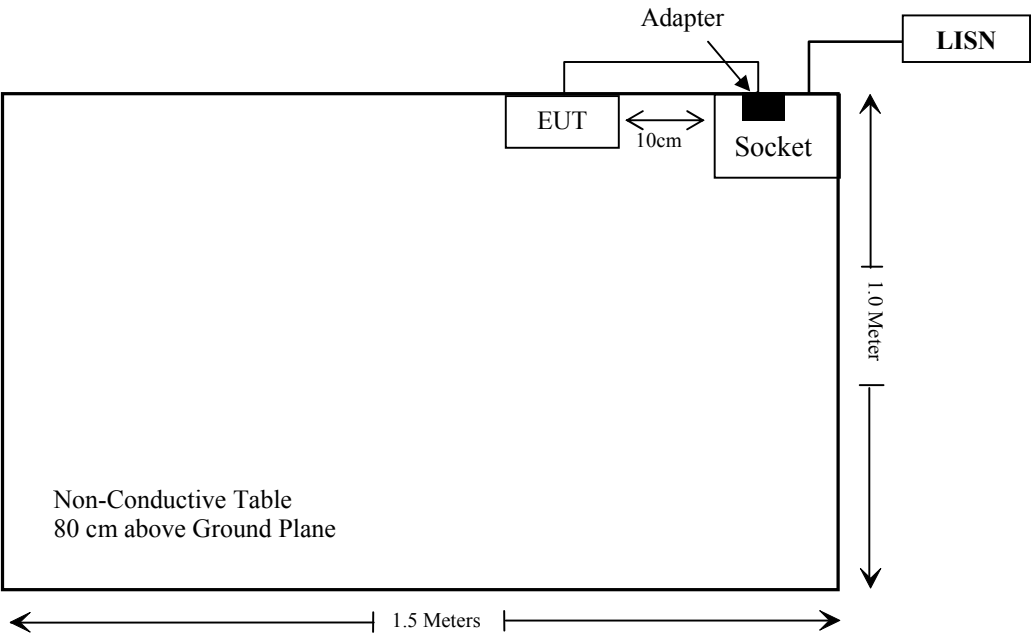 Adapter
LISN
EUT
10cm
Socket
1.0 Meter
Non-Conductive Table
80 cm above Ground Plane
1.5 Meters